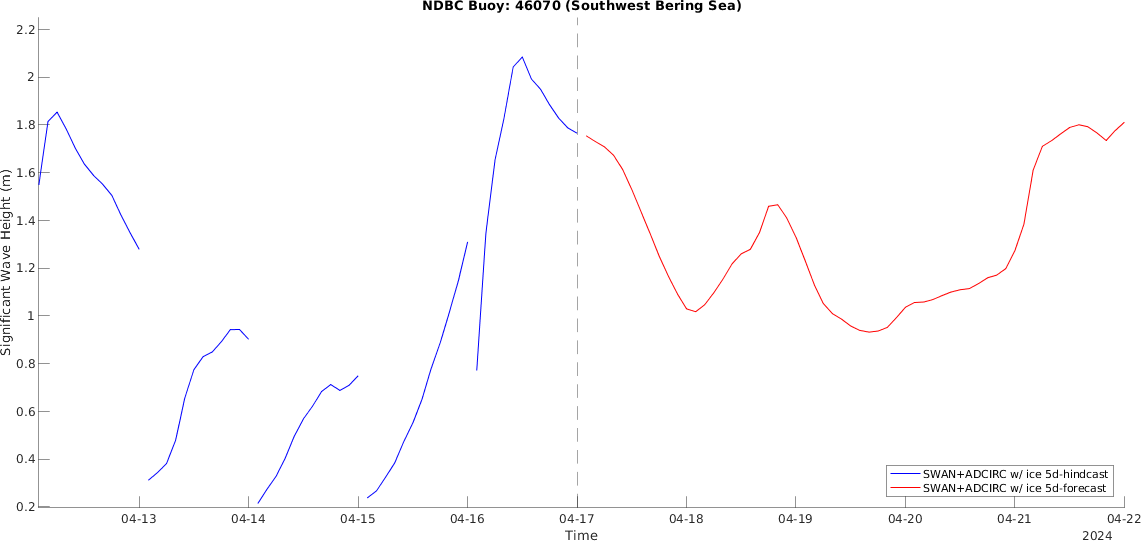 NDBC Buoy: 46070 (Southwest Bering Sea)
2.2
2
1.8
1.6
1.4
1.2
1
0.8
0.6
0.4
0.2
Significant Wave Height (m)
SWAN+ADCIRC w/ ice 5d-hindcast
SWAN+ADCIRC w/ ice 5d-forecast
04-13 04-14 04-15 04-16 04-17 04-18 04-19 04-20 04-21 04-22
Time
2024